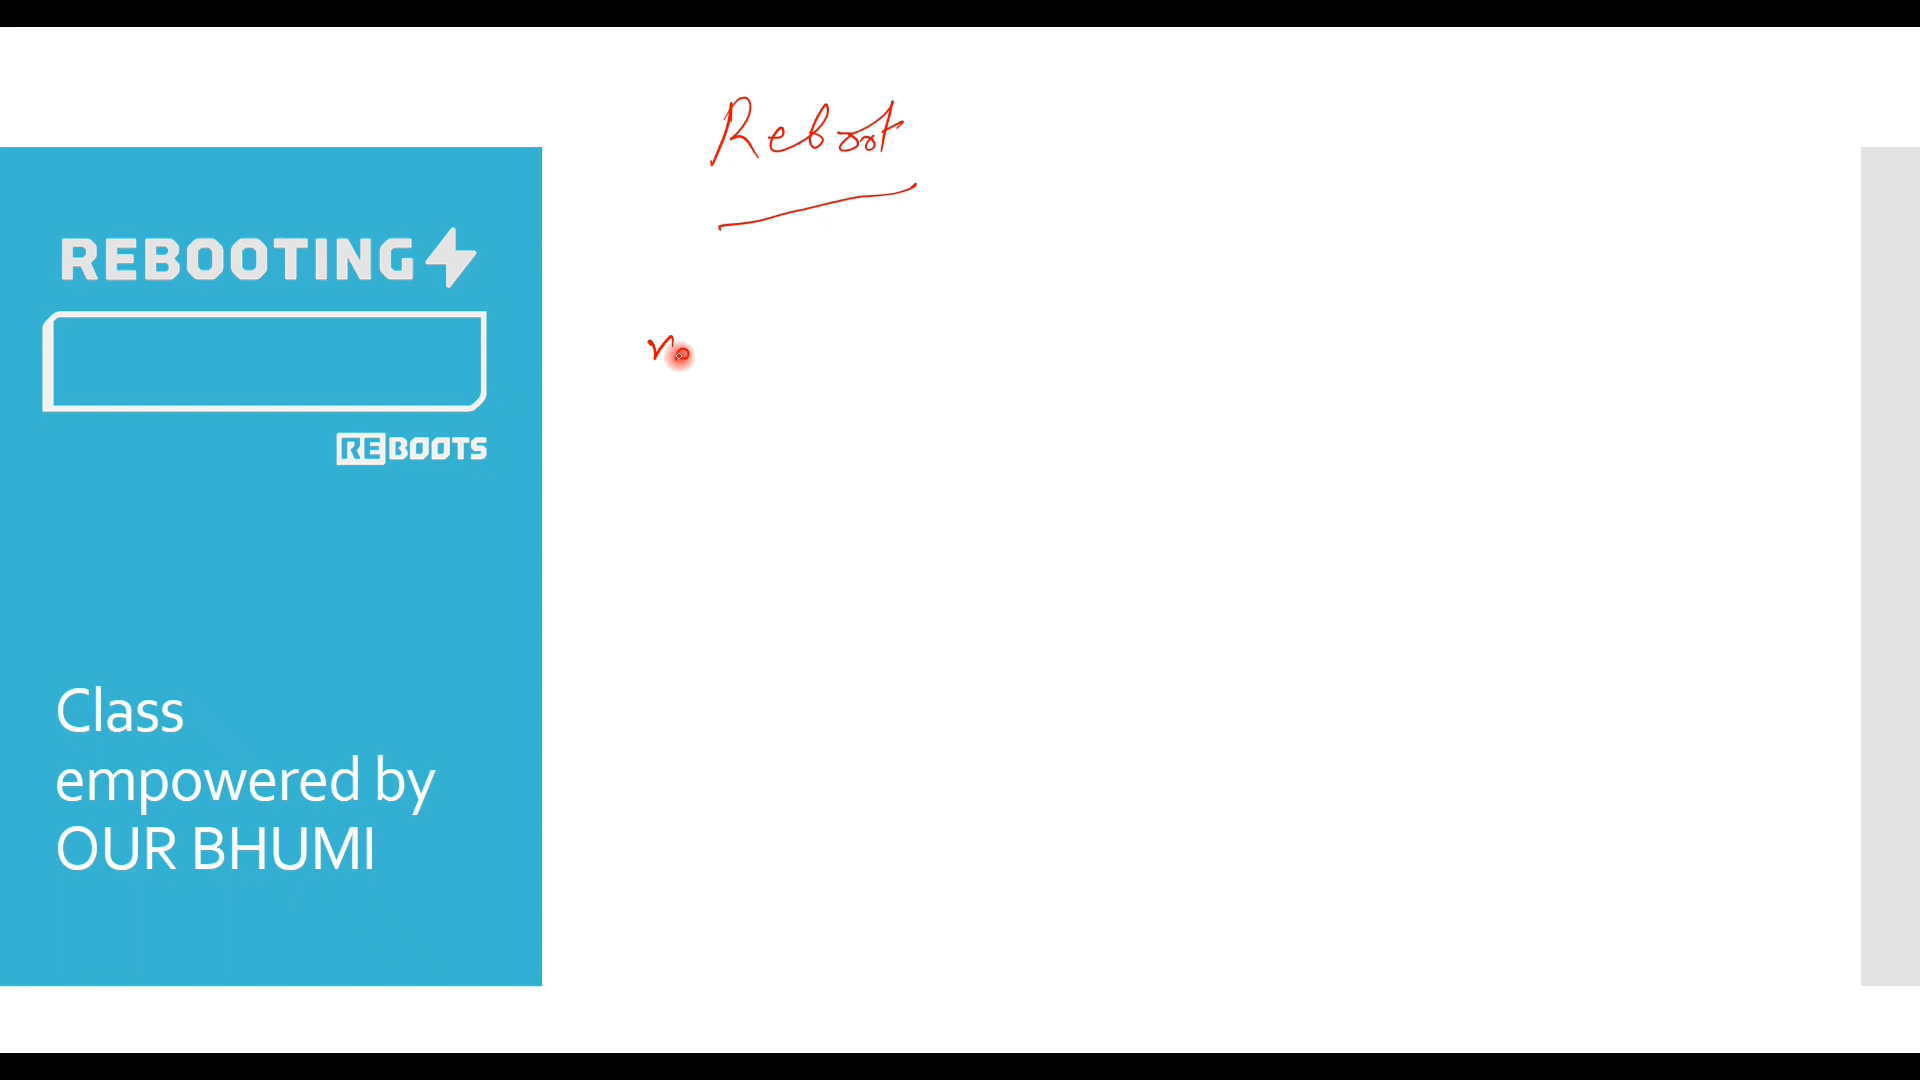 Reboot
REBOOTING
REBOOTS
Class
empowered by
OUR BHUMI